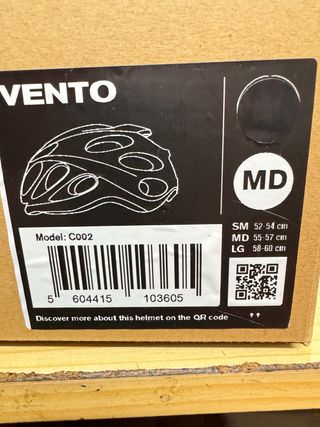 VENTO
MD
SM 52-54 cm
MD 55-57 cm
LG 58-60 cm
Model: C002
5 604415 103605
Discover more about this helmet on the QR code ↑↑